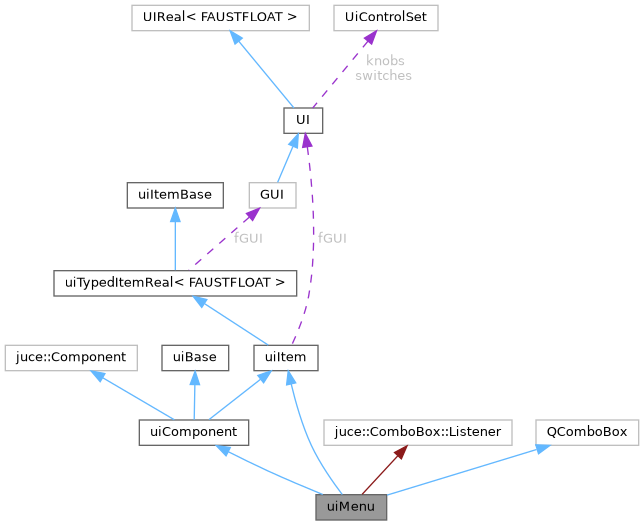 UIReal< FAUSTFLOAT >
UiControlSet
knobs
switches
UI
uiItemBase
GUI
fGUI
fGUI
uiTypedItemReal< FAUSTFLOAT >
juce::Component
uiBase
uiItem
uiComponent
juce::ComboBox::Listener
QComboBox
uiMenu